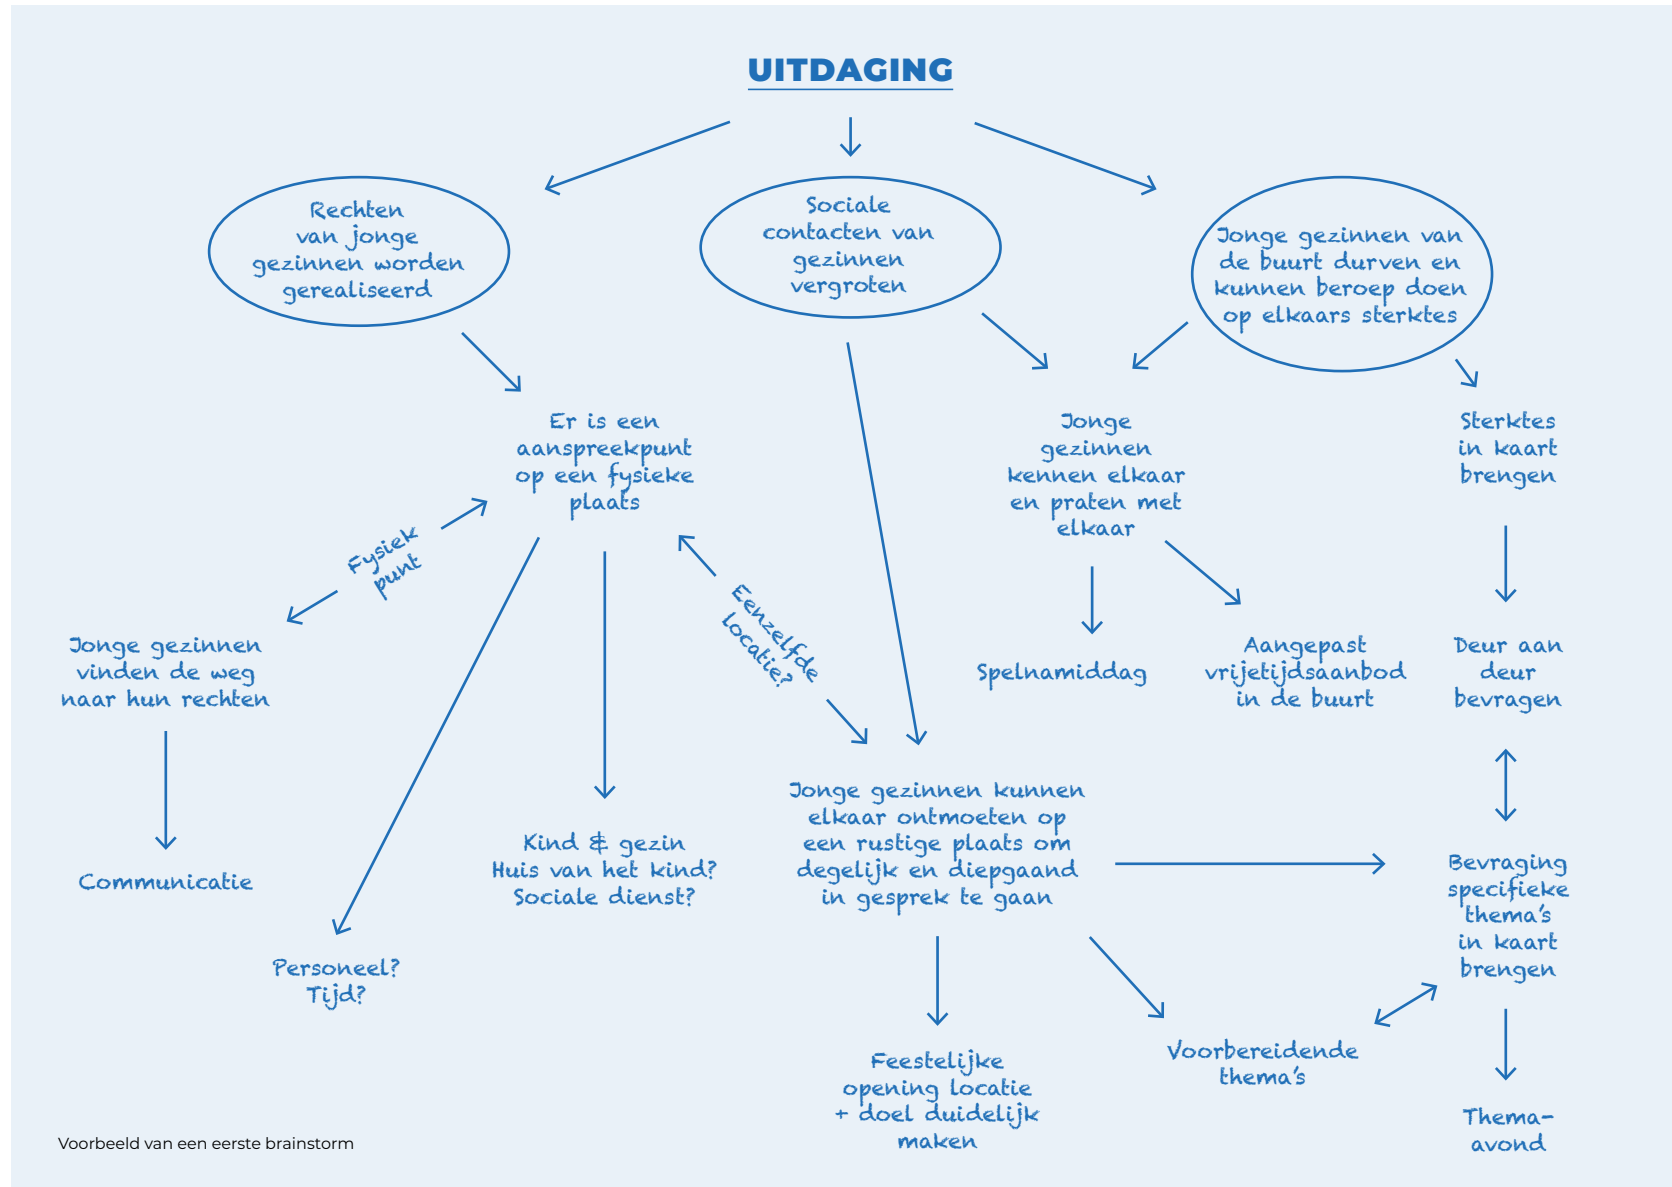 UITDAGING
Rechten
van jonge
gezinnen worden
gerealiseerd
Sociale
contacten van
gezinnen
vergroten
Jonge gezinnen van
de buurt durven en
kunnen beroep doen
op elkaars sterktes
Er is een
aanspreekpunt
op een fysieke
plaats
Jonge
gezinnen
kennen elkaar
en praten met
elkaar
Sterktes
in kaart
brengen
Fysiek
punt
Eenzelfde
locatie?
Jonge gezinnen
vinden de weg
naar hun rechten
Spelnamiddag
Aangepast
vrijetijdsaanbod
in de buurt
Deur aan
deur
bevragen
Communicatie
Personeel?
Tijd?
Kind & gezin
Huis van het kind?
Sociale dienst?
Jonge gezinnen kunnen
elkaar ontmoeten op
een rustige plaats om
degelijk en diepgaand
in gesprek te gaan
Bevraging
specifieke
thema's
in kaart
brengen
Feestelijke
opening locatie
+ doel duidelijk
maken
Voorbereidende
thema's
Thema-
avond
Voorbeeld van een eerste brainstorm